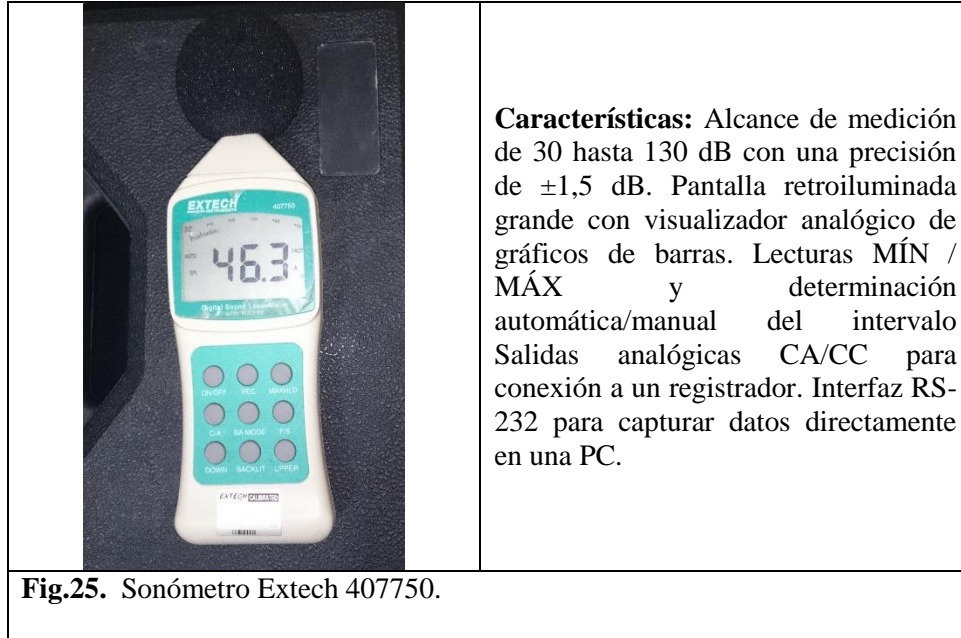 EXTECH
407750
46.3
Digital Sound
ON/OFF REC MAXHLD
C/A BA MODE F/S
DOWN BACKLIT UPPER
EXTECH CALIBRATED
Características: Alcance de medición
de 30 hasta 130 dB con una precisión
de ±1,5 dB. Pantalla retroiluminada
grande con visualizador analógico de
gráficos de barras. Lecturas MÍN /
MÁX y determinación
automática/manual del intervalo
Salidas analógicas CA/CC para
conexión a un registrador. Interfaz RS-
232 para capturar datos directamente
en una PC.
Fig.25. Sonómetro Extech 407750.